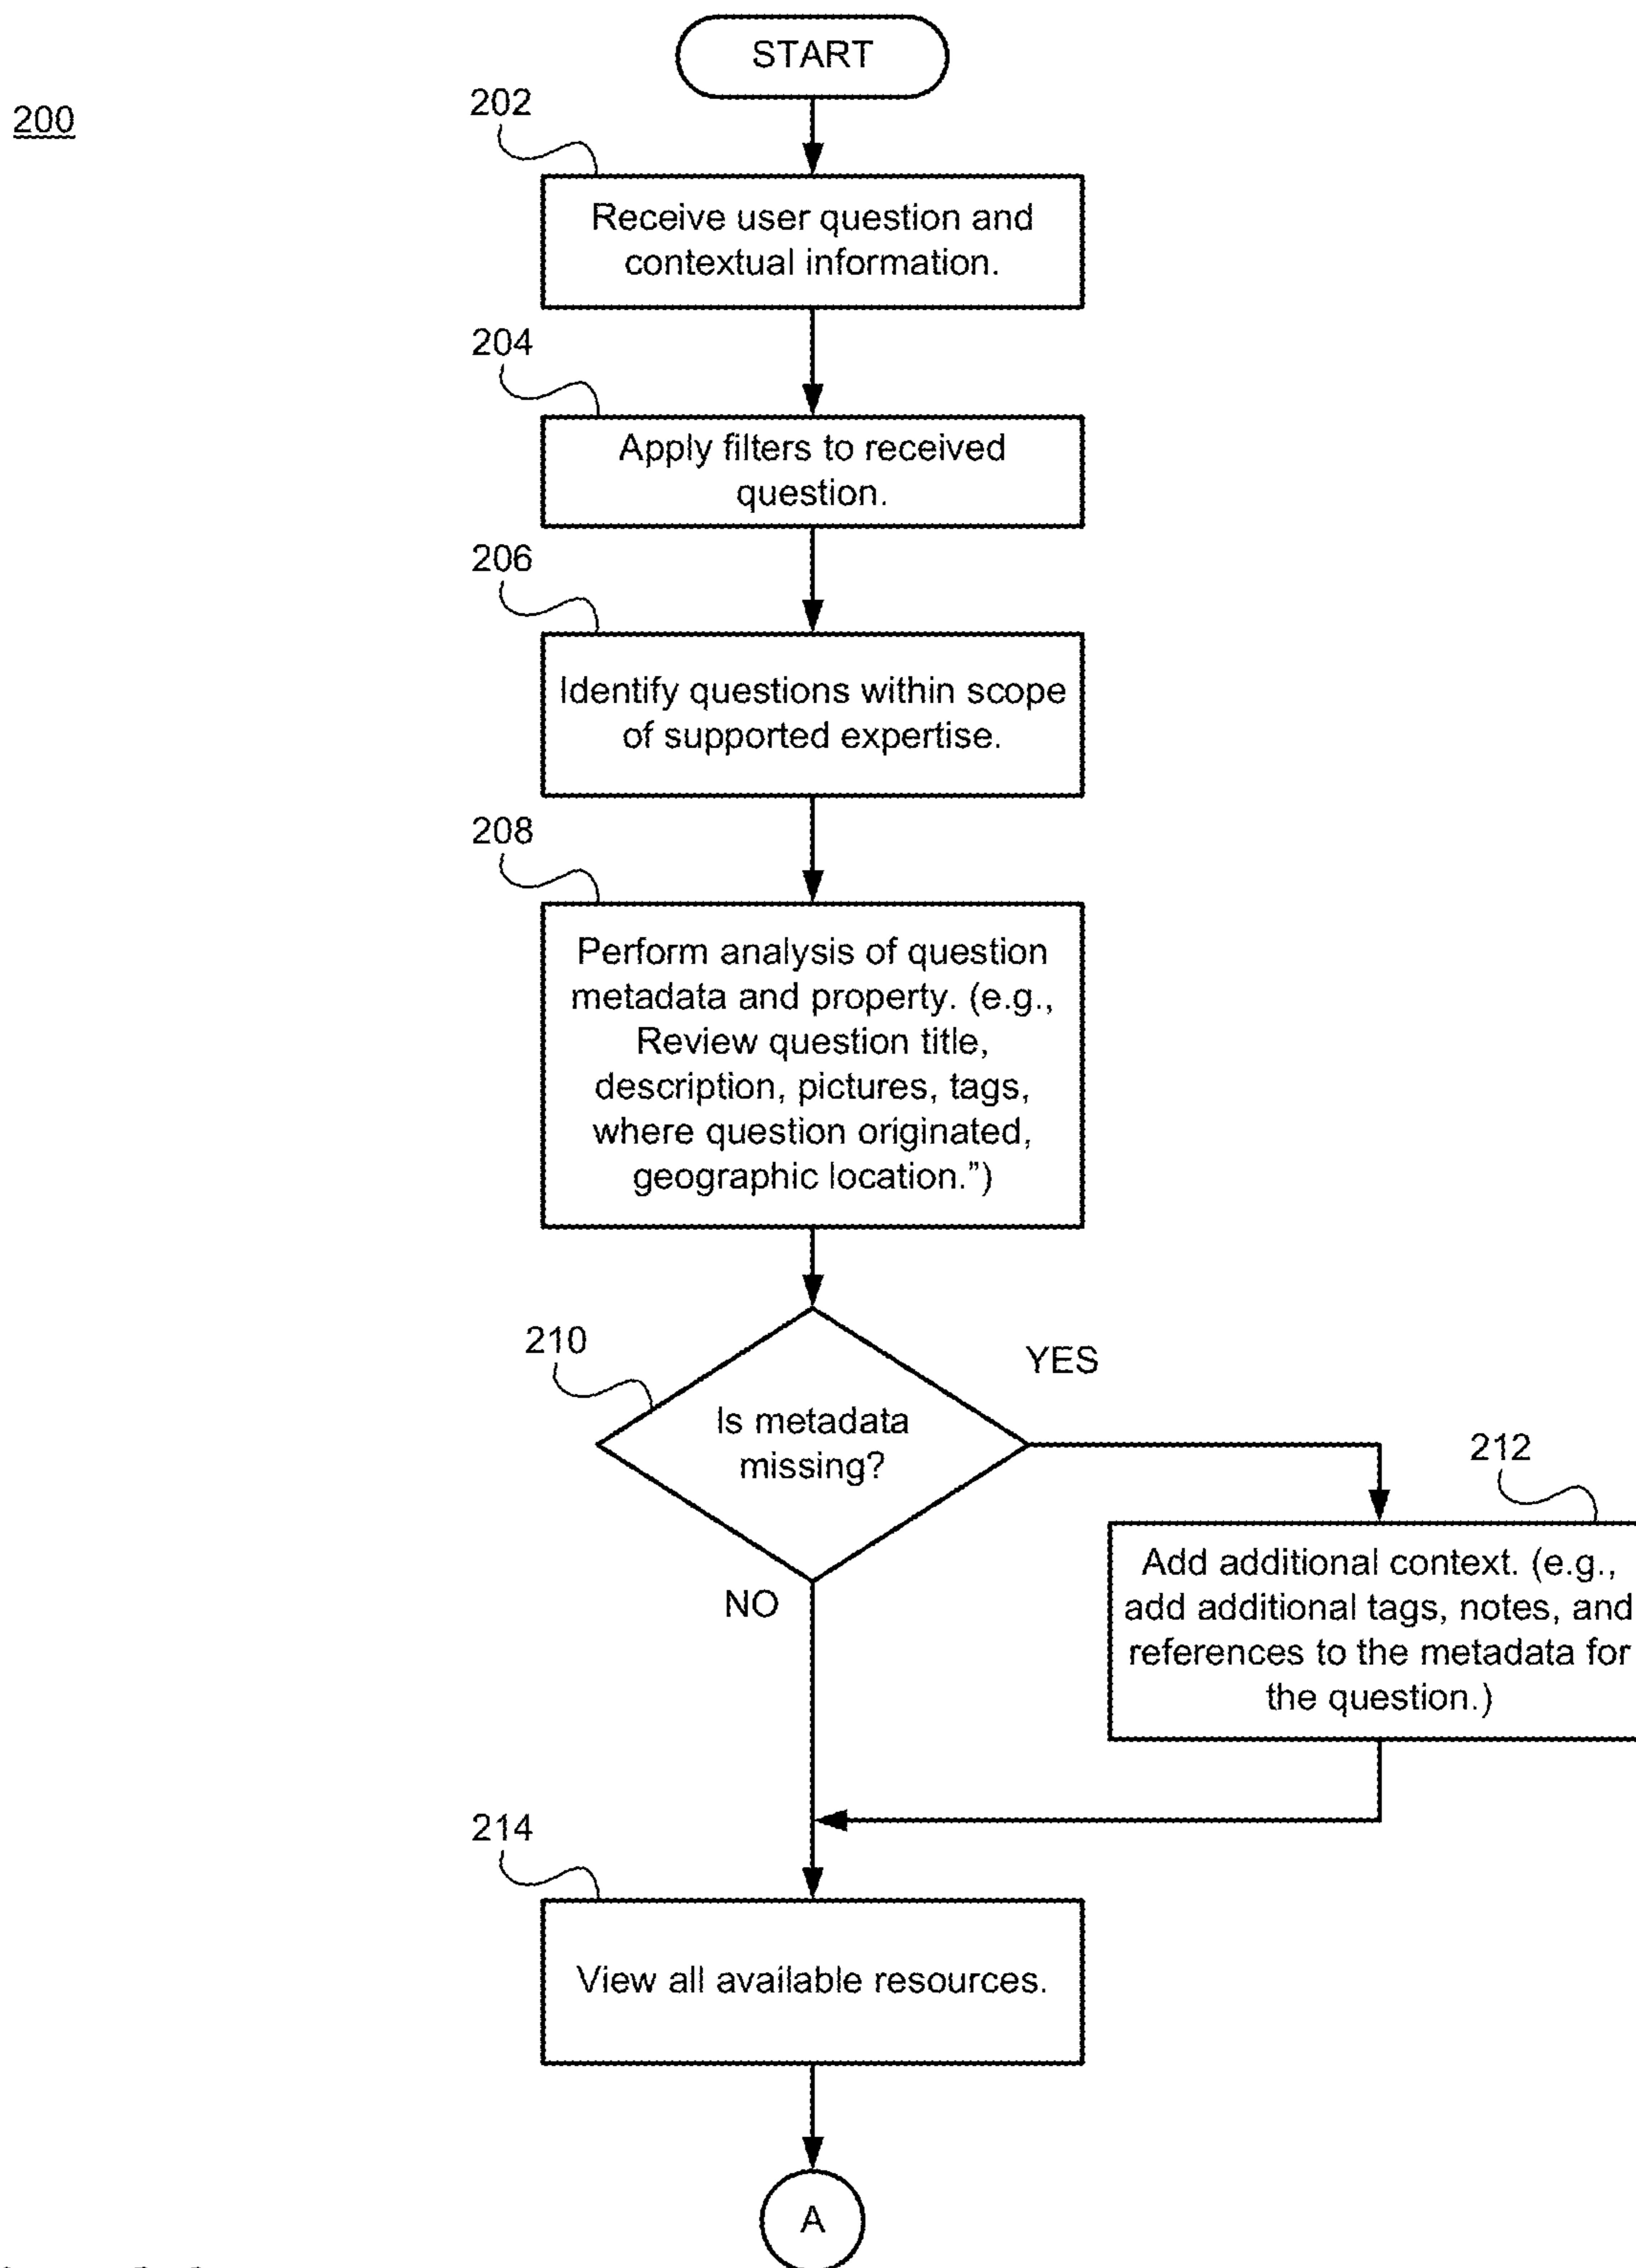 START
200
202
Receive user question and
contextual information.
204
Apply filters to received
question.
206
Identify questions within scope
of supported expertise.
208
Perform analysis of question
metadata and property. (e.g.,
Review question title,
description, pictures, tags,
where question originated,
geographic location.”)
210
Is metadata
missing?
YES
NO
212
Add additional context. (e.g.,
add additional tags, notes, and
references to the metadata for
the question.)
214
View all available resources.
A